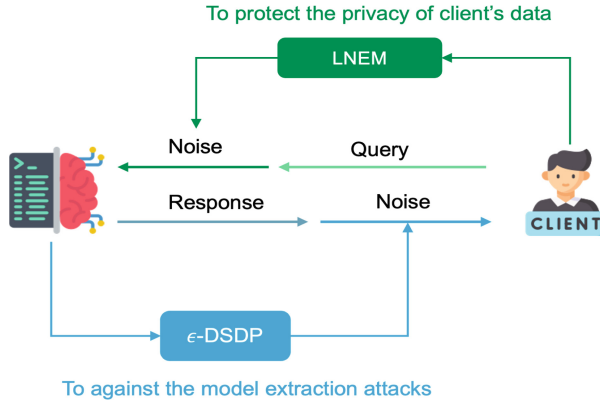 To protect the privacy of client's data
LNEM
Noise
Query
Response
Noise
CLIENT
ϵ-DSDP
To against the model extraction attacks